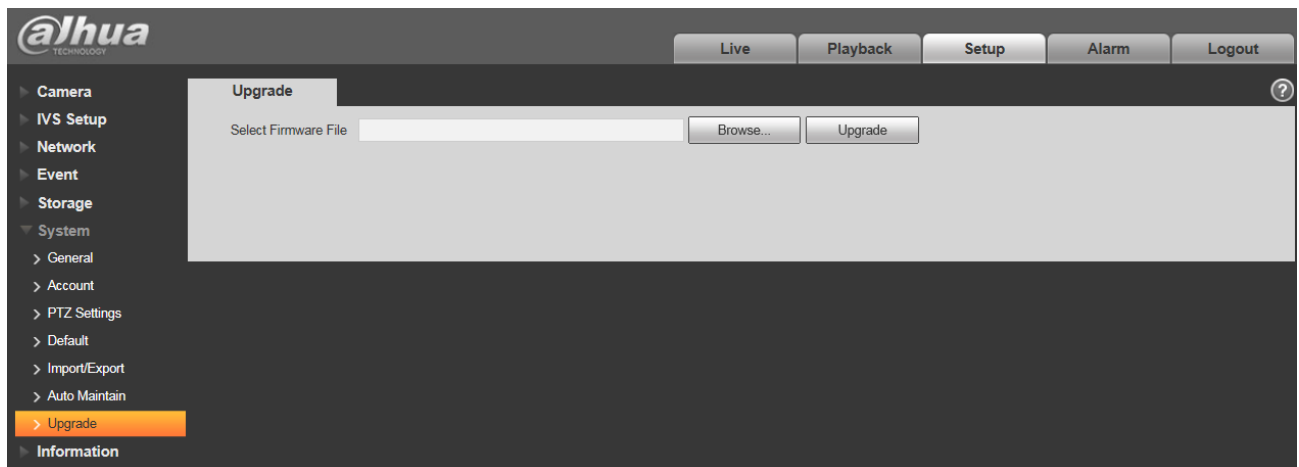 alhua
TECHNOLOGY
Live Playback Setup Alarm Logout
Camera
IVS Setup
Network
Event
Storage
System
General
Account
PTZ Settings
Default
Import/Export
Auto Maintain
Upgrade
Information
Upgrade ?
Select Firmware File Browse... Upgrade